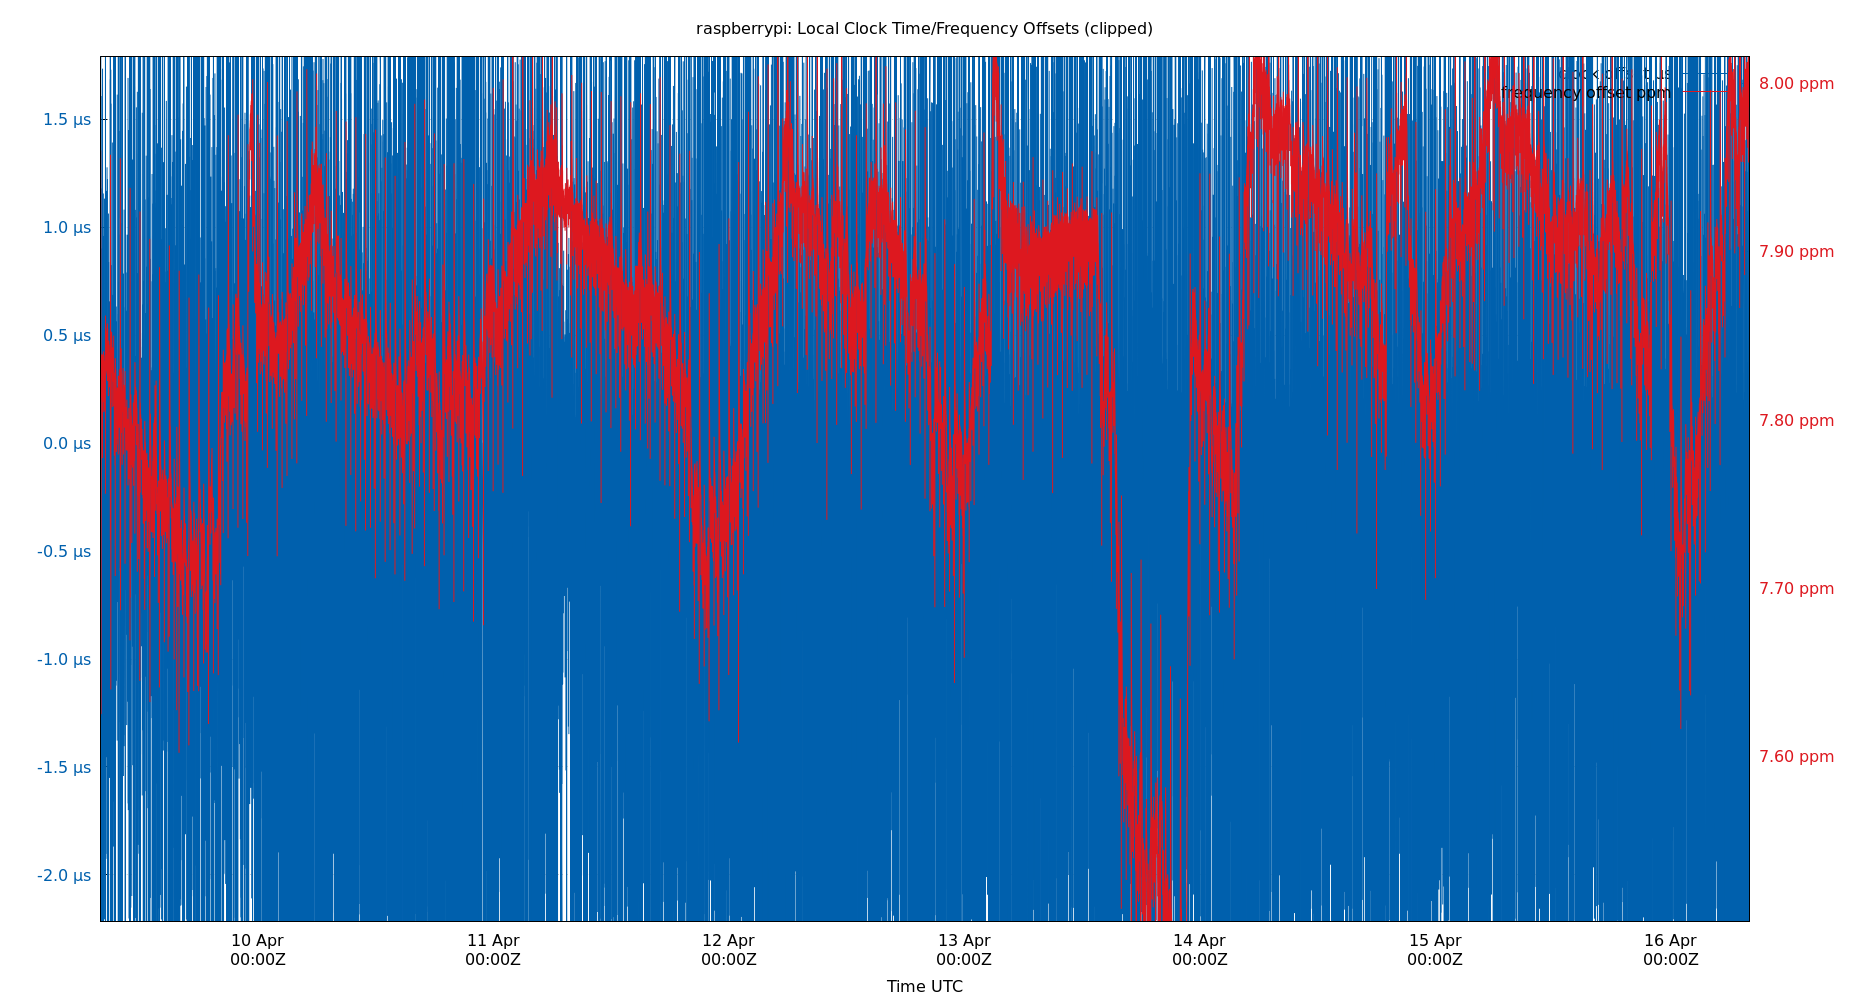 raspberrypi: Local Clock Time/Frequency Offsets (clipped)
clock offset µs
frequency offset ppm
1.5 µs
1.0 µs
0.5 µs
0.0 µs
-0.5 µs
-1.0 µs
-1.5 µs
-2.0 µs
8.00 ppm
7.90 ppm
7.80 ppm
7.70 ppm
7.60 ppm
10 Apr
00:00Z
11 Apr
00:00Z
12 Apr
00:00Z
13 Apr
00:00Z
14 Apr
00:00Z
15 Apr
00:00Z
16 Apr
00:00Z
Time UTC